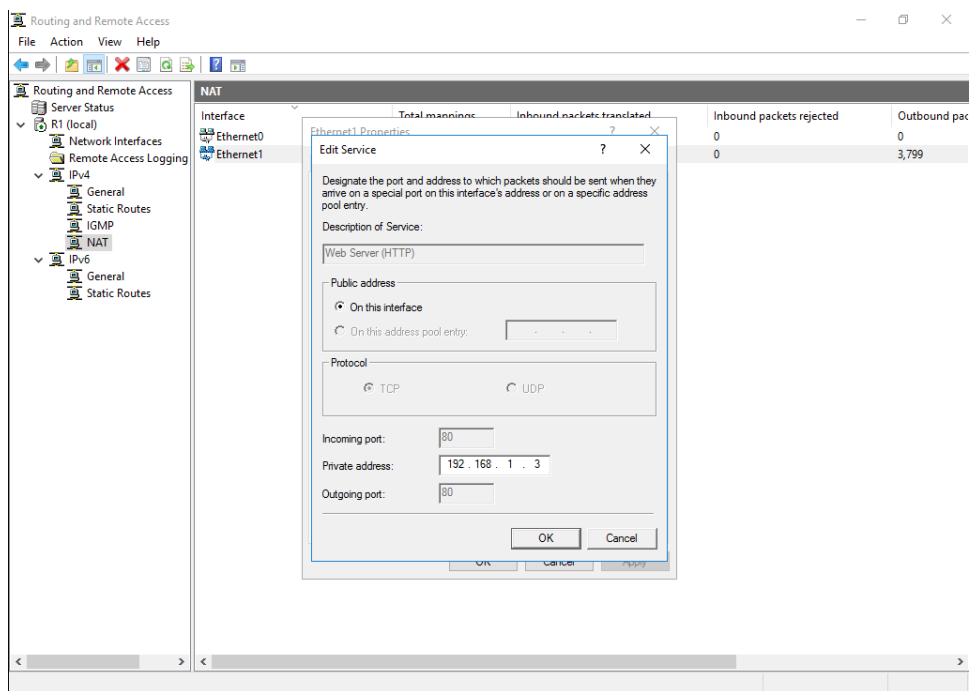 Routing and Remote Access
File Action View Help
Routing and Remote Access
Server Status
R1 (local)
Network Interfaces
Remote Access Logging
IPv4
General
Static Routes
IGMP
NAT
IPv6
General
Static Routes
NAT
Interface Total mappings Inbound packets translated Inbound packets rejected Outbound pac
Ethernet0 0 0
Ethernet1 0 3,799
Ethernet1 Properties ?
Edit Service ?
Designate the port and address to which packets should be sent when they
arrive on a special port on this interface's address or on a specific address
pool entry.
Description of Service:
Web Server (HTTP)
Public address
On this interface
On this address pool entry: . . .
Protocol
TCP UDP
Incoming port: 80
Private address: 192 . 168 . 1 . 3
Outgoing port: 80
OK Cancel
OK Cancel Apply